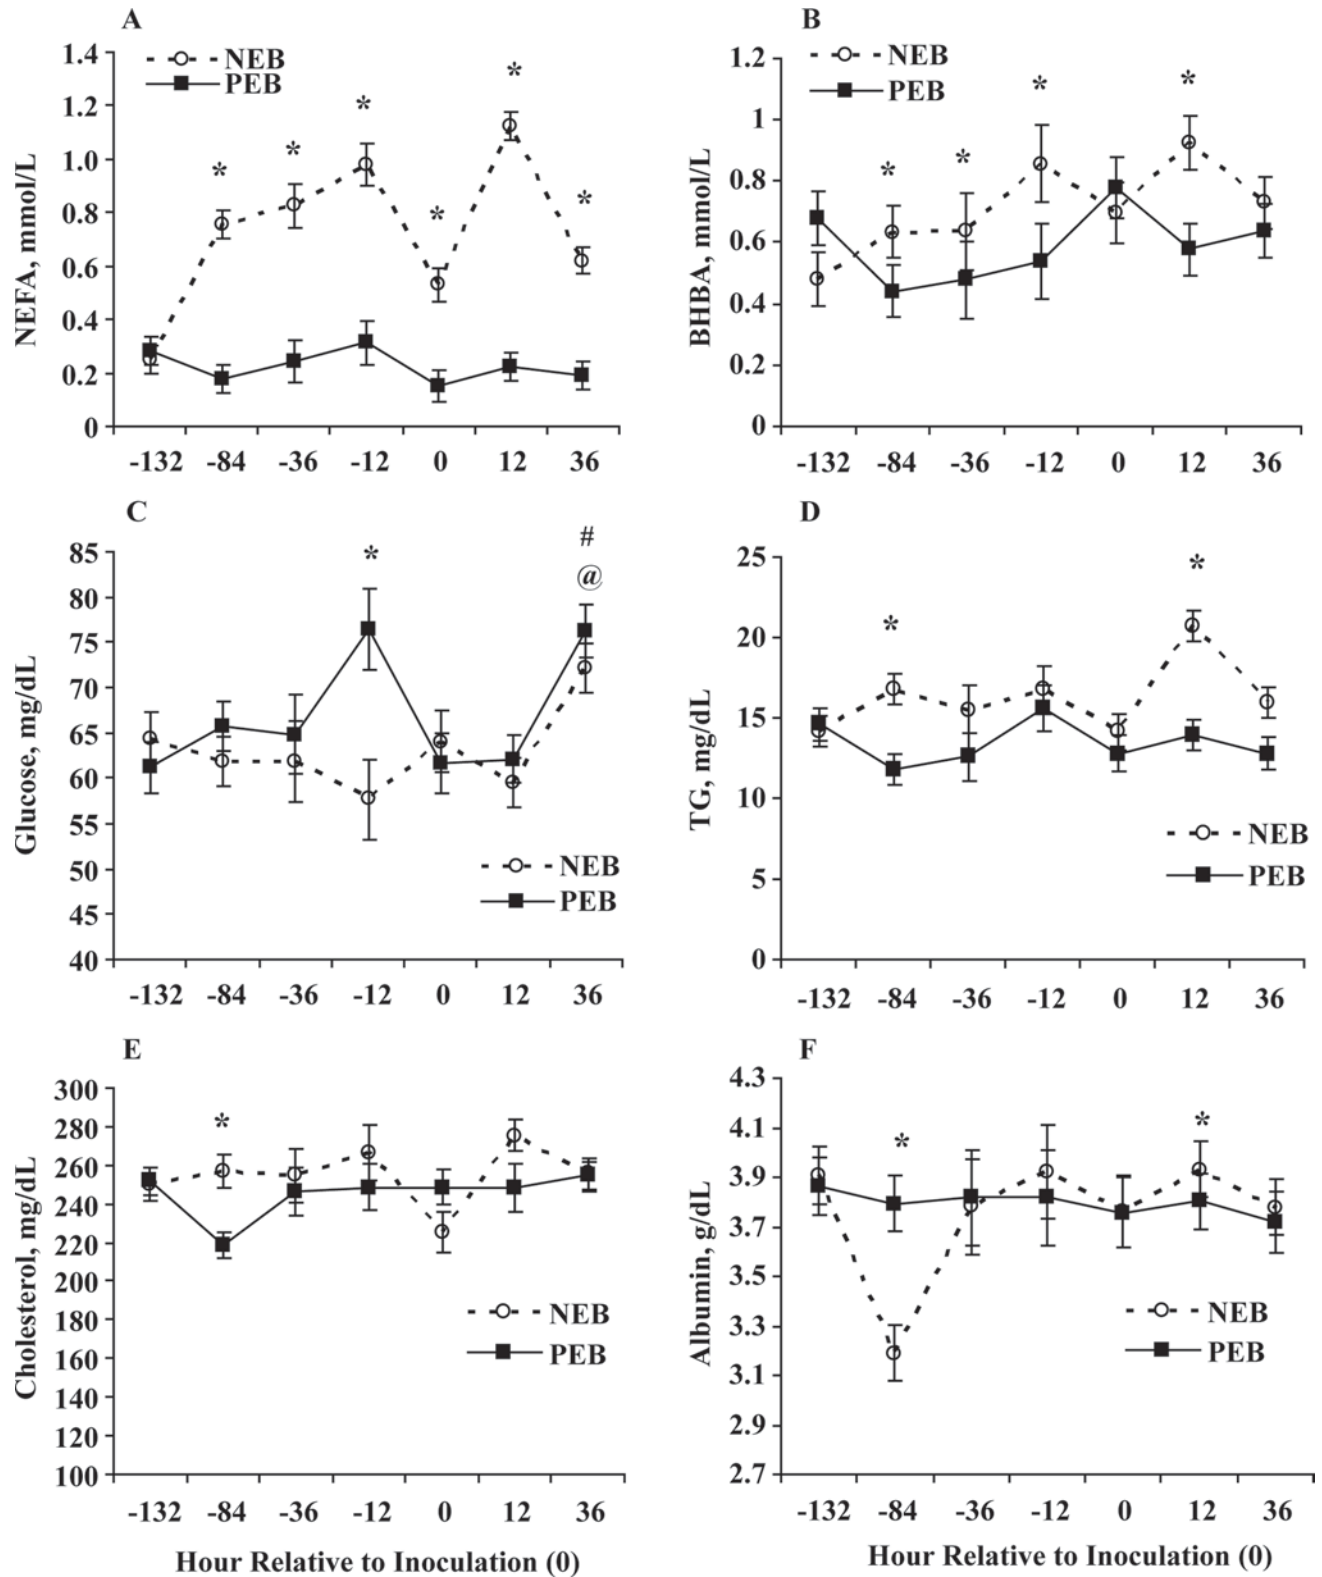 A
NEFA, mmol/L
1.4
1.2
1.0
0.8
0.6
0.4
0.2
0
NEB
PEB
* * * * * *
-132 -84 -36 -12 0 12 36
B
BHBA, mmol/L
1.2
1
0.8
0.6
0.4
0.2
0
NEB
PEB
* * * *
-132 -84 -36 -12 0 12 36
C
Glucose, mg/dL
85
80
75
70
65
60
55
50
45
40
*
#
@
NEB
PEB
-132 -84 -36 -12 0 12 36
D
TG, mg/dL
25
20
15
10
5
0
* *
NEB
PEB
-132 -84 -36 -12 0 12 36
E
Cholesterol, mg/dL
300
280
260
240
220
200
180
160
140
120
100
*
NEB
PEB
-132 -84 -36 -12 0 12 36
Hour Relative to Inoculation (0)
F
Albumin, g/dL
4.3
4.1
3.9
3.7
3.5
3.3
3.1
2.9
2.7
* *
NEB
PEB
-132 -84 -36 -12 0 12 36
Hour Relative to Inoculation (0)